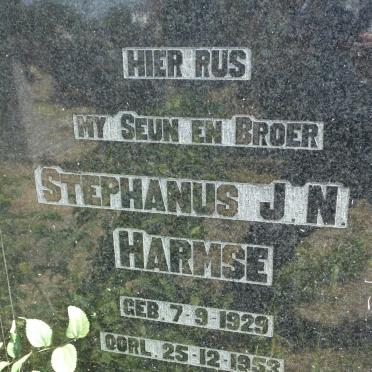 HIER RUS
MY SEUN EN BROER
STEPHANUS J.N.
HARMSE
GEB. 7-9-1929
OORL. 25-12-1953